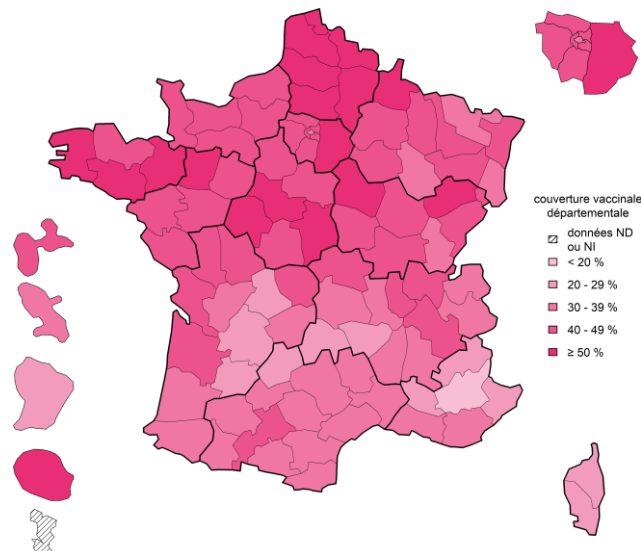 couverture vaccinale
départementale
données ND
ou NI
< 20 %
20 - 29 %
30 - 39 %
40 - 49 %
≥ 50 %